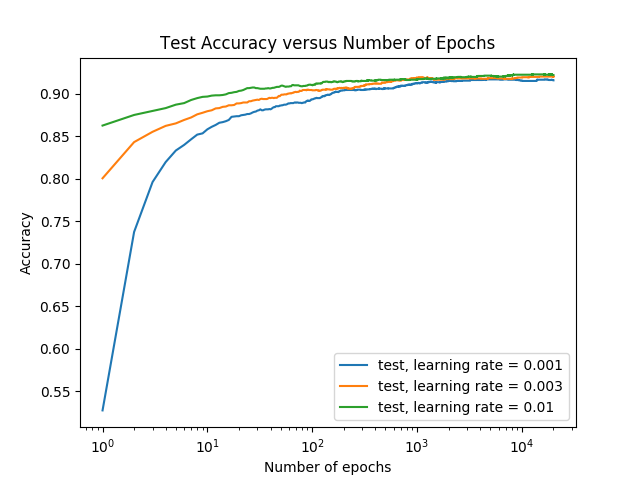 Test Accuracy versus Number of Epochs
Accuracy
0.90
0.85
0.80
0.75
0.70
0.65
0.60
0.55
test, learning rate = 0.001
test, learning rate = 0.003
test, learning rate = 0.01
10⁰ 10¹ 10² 10³ 10⁴
Number of epochs